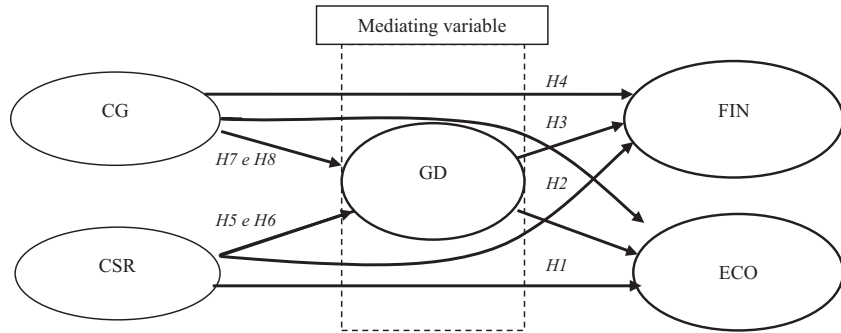 Mediating variable
H4
CG
FIN
H3
H7 e H8
GD
H2
H5 e H6
CSR
H1
ECO